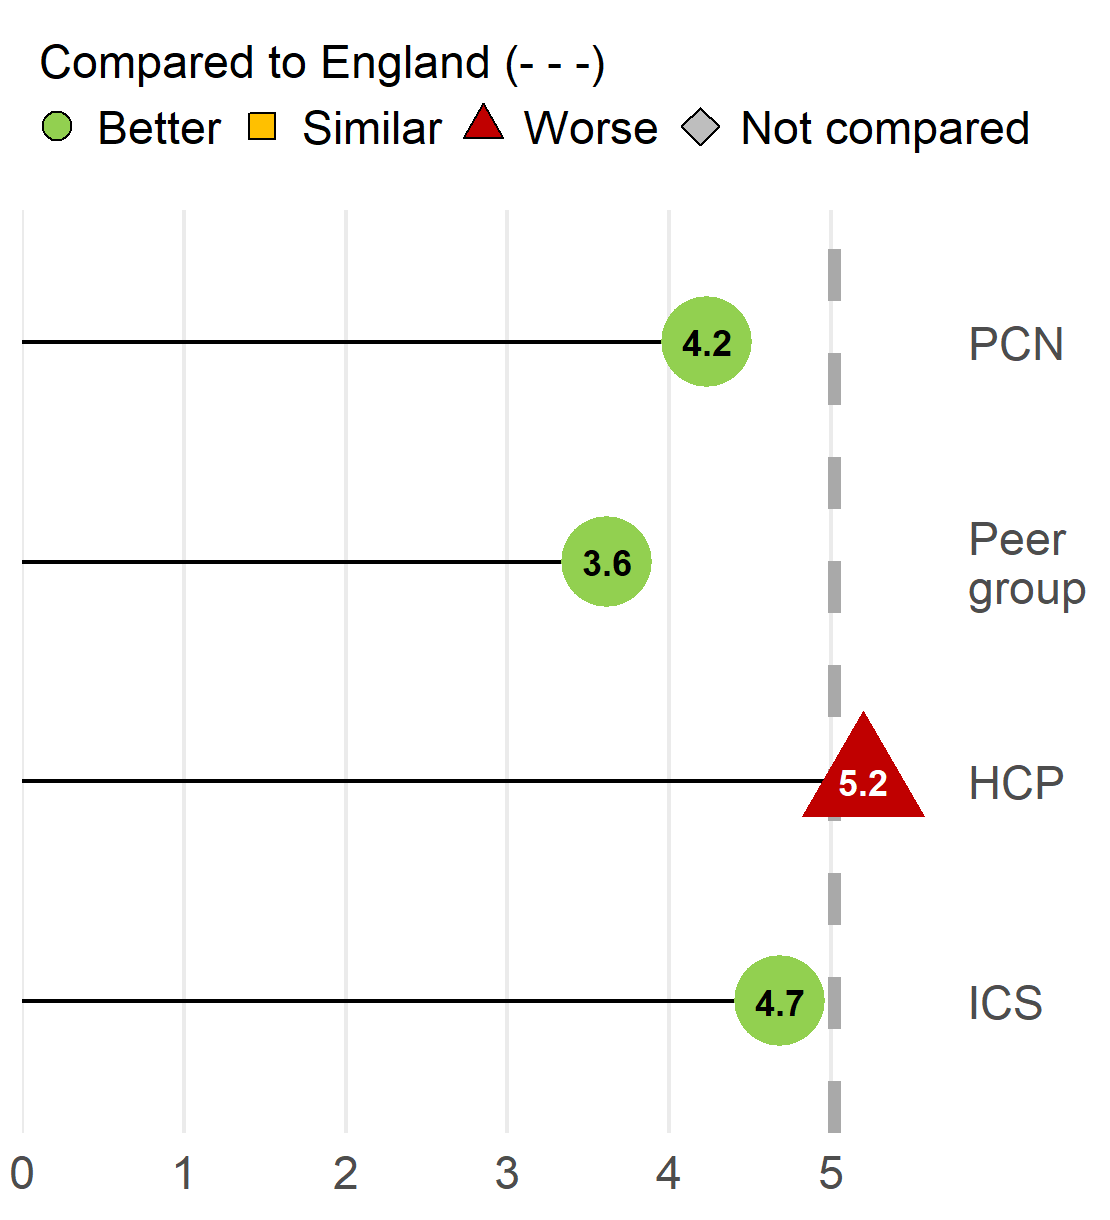 Compared to England (- - -)
Better Similar Worse Not compared
4.2 PCN
3.6 Peer
group
5.2 HCP
4.7 ICS
0 1 2 3 4 5